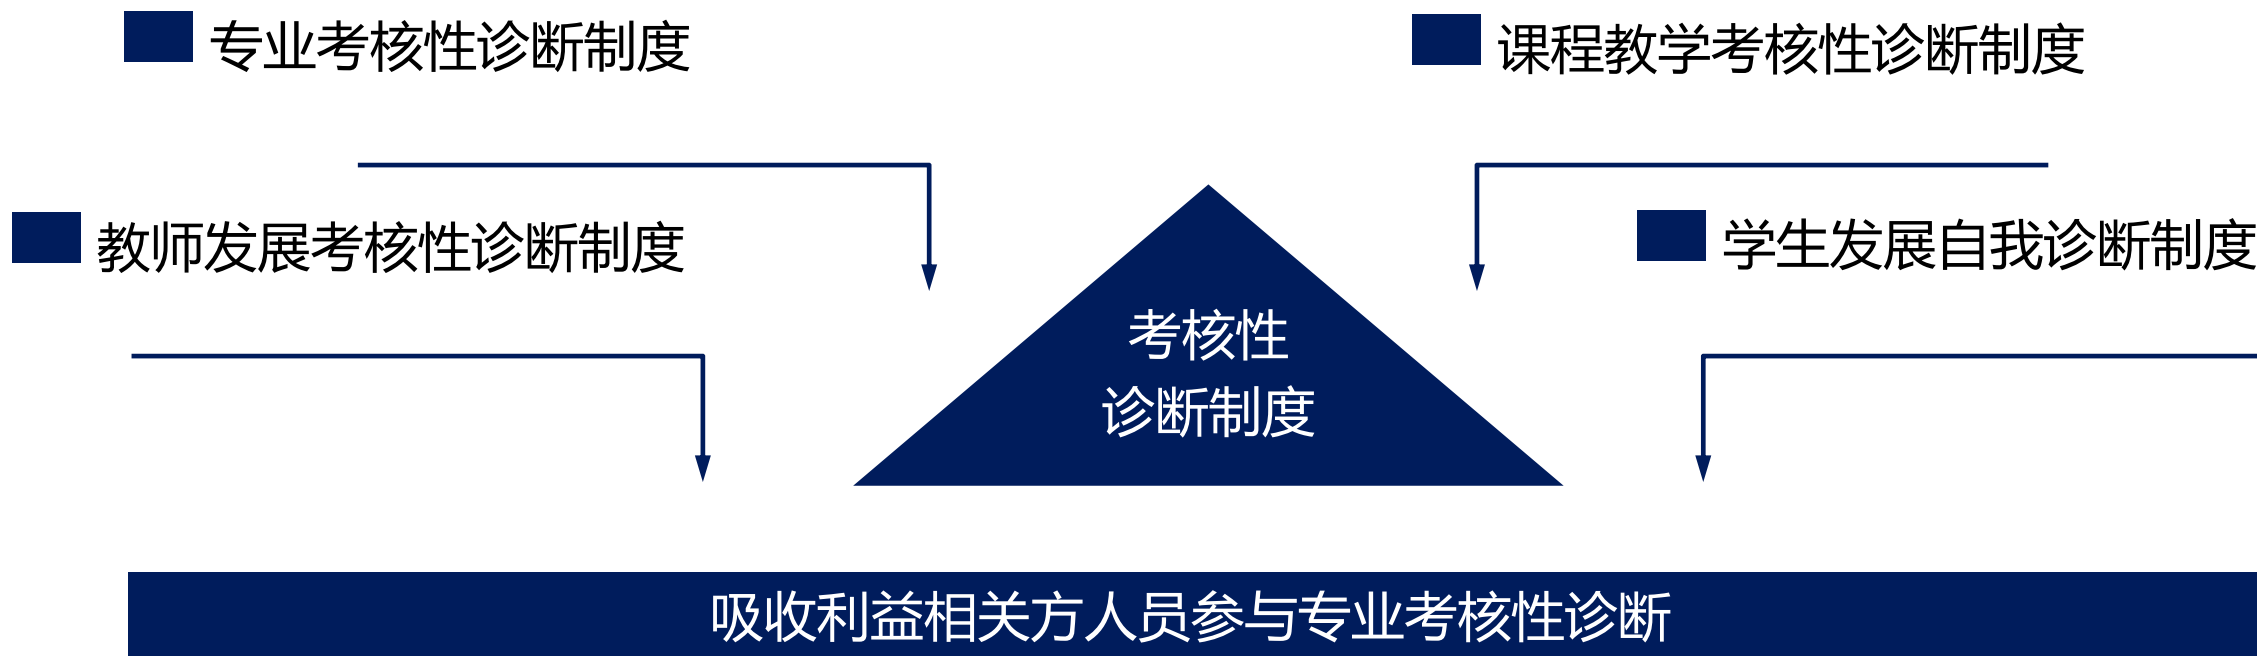 专业考核性诊断制度
课程教学考核性诊断制度
教师发展考核性诊断制度
学生发展自我诊断制度
考核性
诊断制度
吸收利益相关方人员参与专业考核性诊断